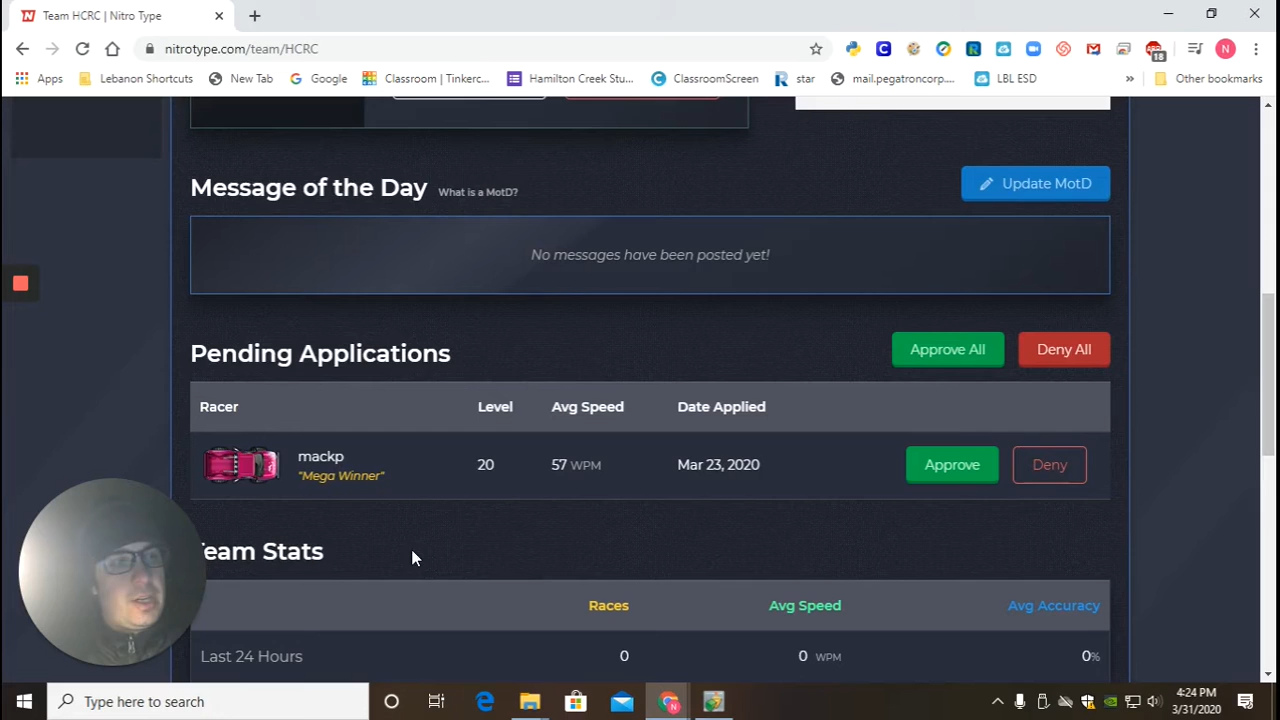 Team HCRC | Nitro Type
nitrotype.com/team/HCRC
18
N
Apps Lebanon Shortcuts New Tab Google Classroom | Tinkerc... Hamilton Creek Stu... ClassroomScreen star mail.pegatroncorp.... LBL ESD » Other bookmarks
Message of the Day What is a MotD? Update MotD
No messages have been posted yet!
Pending Applications Approve All Deny All
Racer Level Avg Speed Date Applied
mackp
"Mega Winner"
20 57 WPM Mar 23, 2020 Approve Deny
Team Stats
Races Avg Speed Avg Accuracy
Last 24 Hours 0 0 WPM 0%
Type here to search
4:24 PM
3/31/2020